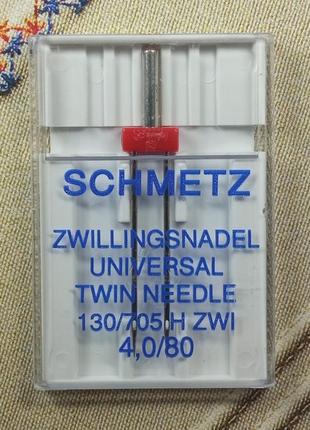 SCHMETZ
ZWILLINGSNADEL
UNIVERSAL
TWIN NEEDLE
130/705 H ZWI
4,0/80